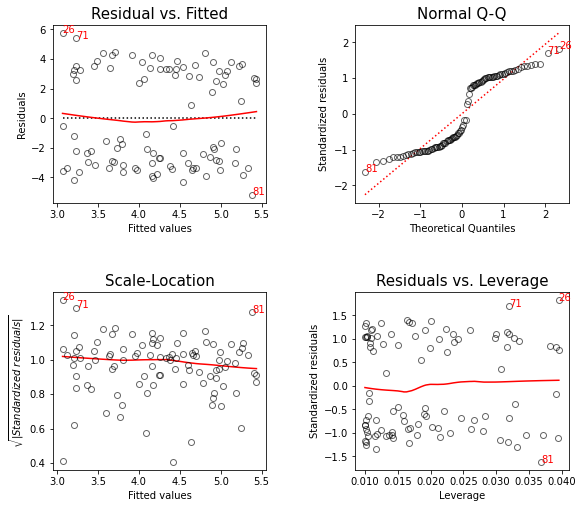 Residual vs. Fitted
Residuals
6
4
2
0
−2
−4
26
71
81
3.0 3.5 4.0 4.5 5.0 5.5
Fitted values
Normal Q-Q
Standardized residuals
2
1
0
−1
−2
71
26
81
−2 −1 0 1 2
Theoretical Quantiles
Scale-Location
√|Standardized residuals|
1.2
1.0
0.8
0.6
0.4
26
71
81
3.0 3.5 4.0 4.5 5.0 5.5
Fitted values
Residuals vs. Leverage
Standardized residuals
1.5
1.0
0.5
0.0
−0.5
−1.0
−1.5
26
71
81
0.010 0.015 0.020 0.025 0.030 0.035 0.040
Leverage